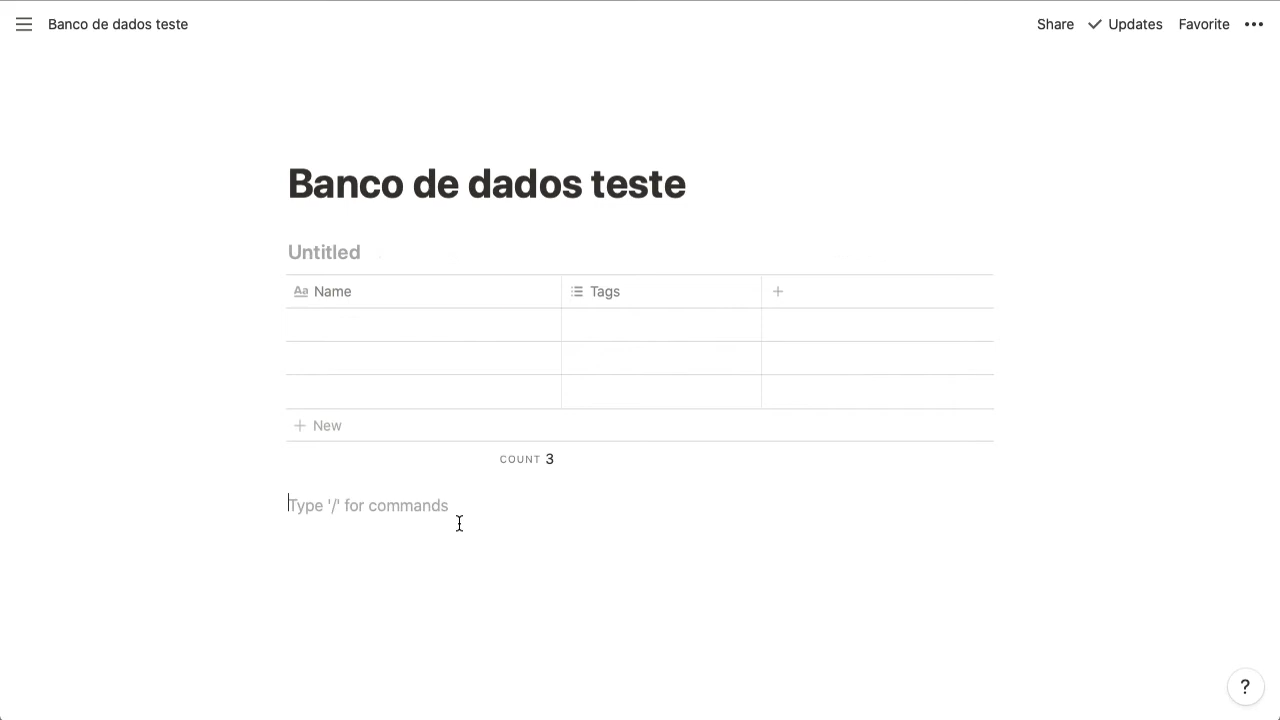 Banco de dados teste
Share
Updates
Favorite
Banco de dados teste
Untitled
Aa Name
Tags
New
COUNT 3
Type '/' for commands
?